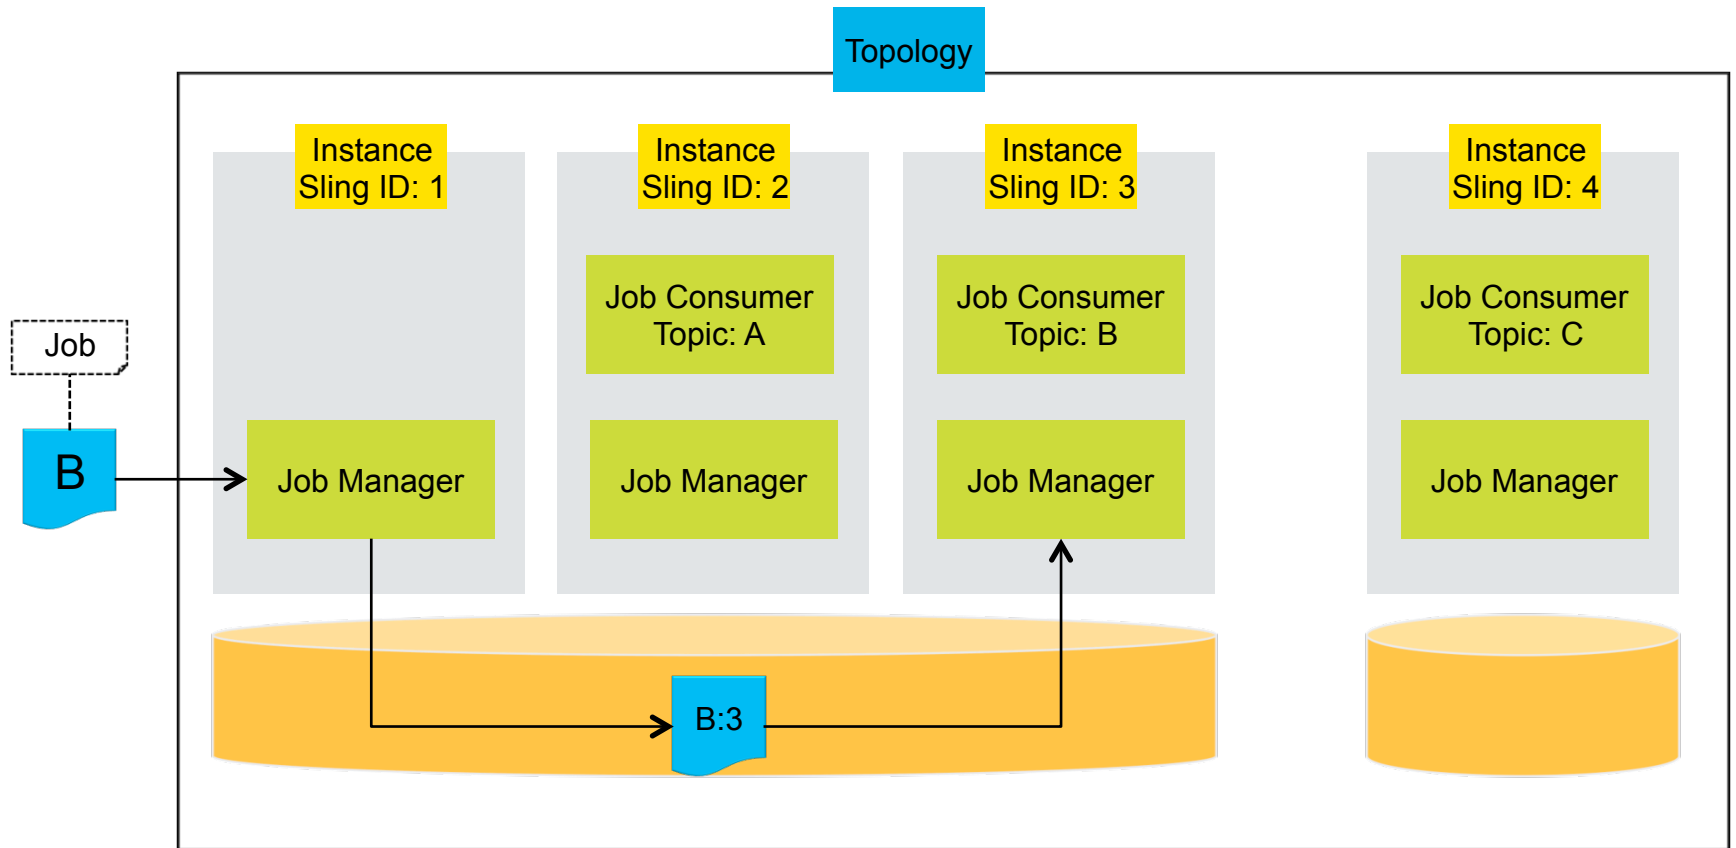 Topology
Instance
Sling ID: 1
Instance
Sling ID: 2
Instance
Sling ID: 3
Instance
Sling ID: 4
Job Consumer
Topic: A
Job Consumer
Topic: B
Job Consumer
Topic: C
Job
B
Job Manager
Job Manager
Job Manager
Job Manager
B:3